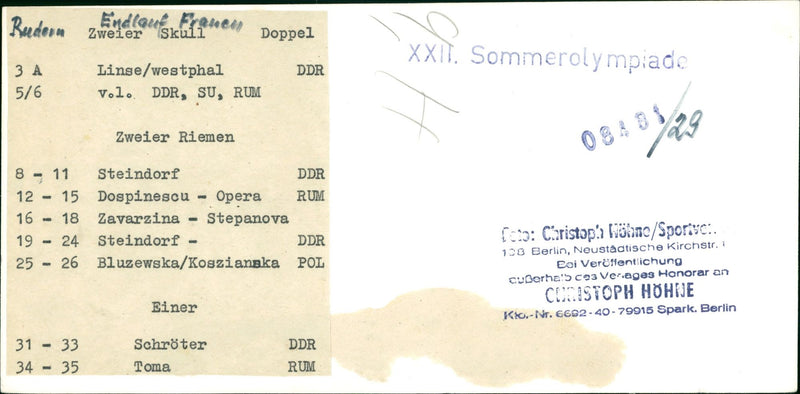 Rudern Endlauf Frauen
Zweier Skull Doppel
3 A Linse/westphal DDR
5/6 v.l. DDR, SU, RUM
Zweier Riemen
8 - 11 Steindorf DDR
12 - 15 Dospinescu - Opera RUM
16 - 18 Zavarzina - Stepanova
19 - 24 Steindorf - DDR
25 - 26 Bluzewska/Koszianska POL
Einer
31 - 33 Schröter DDR
34 - 35 Toma RUM
XXII. Sommerolympiade
/29
Foto: Christoph Höhne/Sportver.
108 Berlin, Neustädtische Kirchstr.
Bei Veröffentlichung
außerhalb des Verlages Honorar an
CHRISTOPH HÖHNE
Kto.-Nr. 6692-40-79915 Spark. Berlin